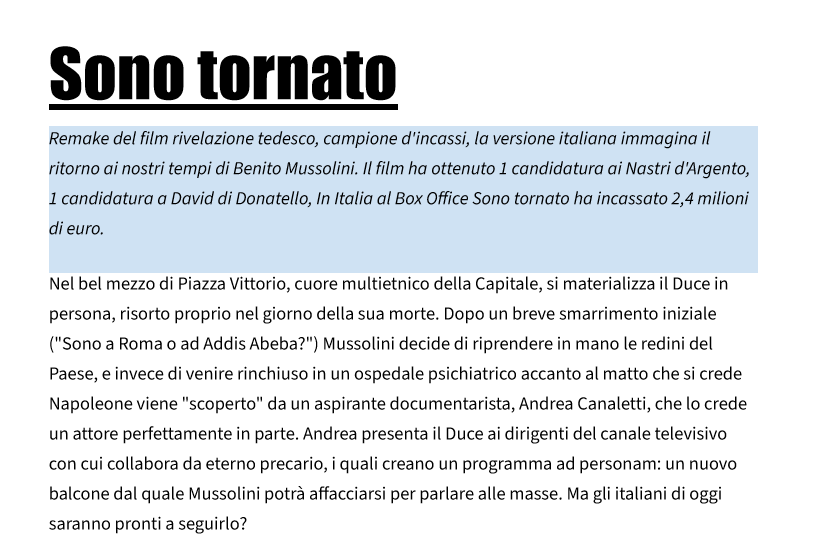 Sono tornato
Remake del film rivelazione tedesco, campione d'incassi, la versione italiana immagina il
ritorno ai nostri tempi di Benito Mussolini. Il film ha ottenuto 1 candidatura ai Nastri d'Argento,
1 candidatura a David di Donatello, In Italia al Box Office Sono tornato ha incassato 2,4 milioni
di euro.
Nel bel mezzo di Piazza Vittorio, cuore multietnico della Capitale, si materializza il Duce in
persona, risorto proprio nel giorno della sua morte. Dopo un breve smarrimento iniziale
("Sono a Roma o ad Addis Abeba?") Mussolini decide di riprendere in mano le redini del
Paese, e invece di venire rinchiuso in un ospedale psichiatrico accanto al matto che si crede
Napoleone viene "scoperto" da un aspirante documentarista, Andrea Canaletti, che lo crede
un attore perfettamente in parte. Andrea presenta il Duce ai dirigenti del canale televisivo
con cui collabora da eterno precario, i quali creano un programma ad personam: un nuovo
balcone dal quale Mussolini potrà affacciarsi per parlare alle masse. Ma gli italiani di oggi
saranno pronti a seguirlo?